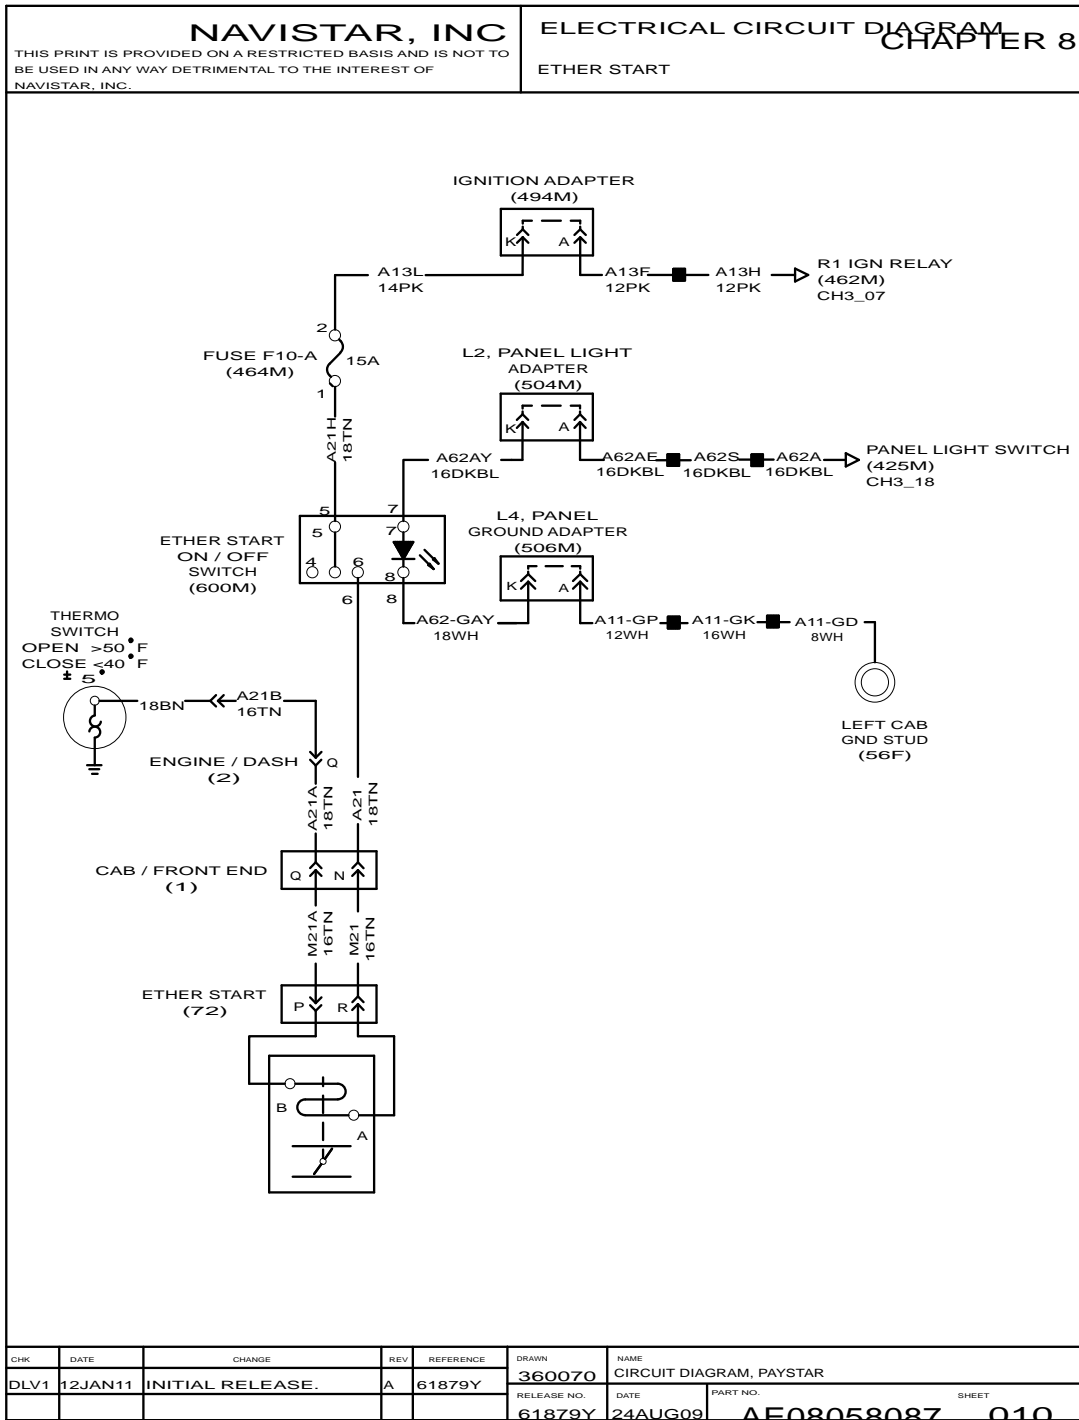 NAVISTAR, INC
THIS PRINT IS PROVIDED ON A RESTRICTED BASIS AND IS NOT TO
BE USED IN ANY WAY DETRIMENTAL TO THE INTEREST OF
NAVISTAR, INC.
ELECTRICAL CIRCUIT DIAGRAM
CHAPTER 8
ETHER START
IGNITION ADAPTER
(494M)
K A
A13L
14PK
A13F
12PK
A13H
12PK
R1 IGN RELAY
(462M)
CH3_07
2
FUSE F10-A
(464M)
15A
1
A21H
18TN
L2, PANEL LIGHT
ADAPTER
(504M)
K A
A62AY
16DKBL
A62AE
16DKBL
A62S
16DKBL
A62A
16DKBL
PANEL LIGHT SWITCH
(425M)
CH3_18
5 7
5 7
4 6 8
6 8
ETHER START
ON / OFF
SWITCH
(600M)
L4, PANEL
GROUND ADAPTER
(506M)
K A
A62-GAY
18WH
A11-GP
12WH
A11-GK
16WH
A11-GD
8WH
LEFT CAB
GND STUD
(56F)
THERMO
SWITCH
OPEN >50°F
CLOSE <40°F
± 5°
18BN
A21B
16TN
ENGINE / DASH
(2)
Q
A21A
18TN
A21
18TN
CAB / FRONT END
(1)
Q N
M21A
16TN
M21
16TN
ETHER START
(72)
P R
B
A
CHK DATE CHANGE REV REFERENCE
DLV1 12JAN11 INITIAL RELEASE. A 61879Y
DRAWN
360070
NAME
CIRCUIT DIAGRAM, PAYSTAR
RELEASE NO.
61879Y
DATE
24AUG09
PART NO.
AE08058087
SHEET
010